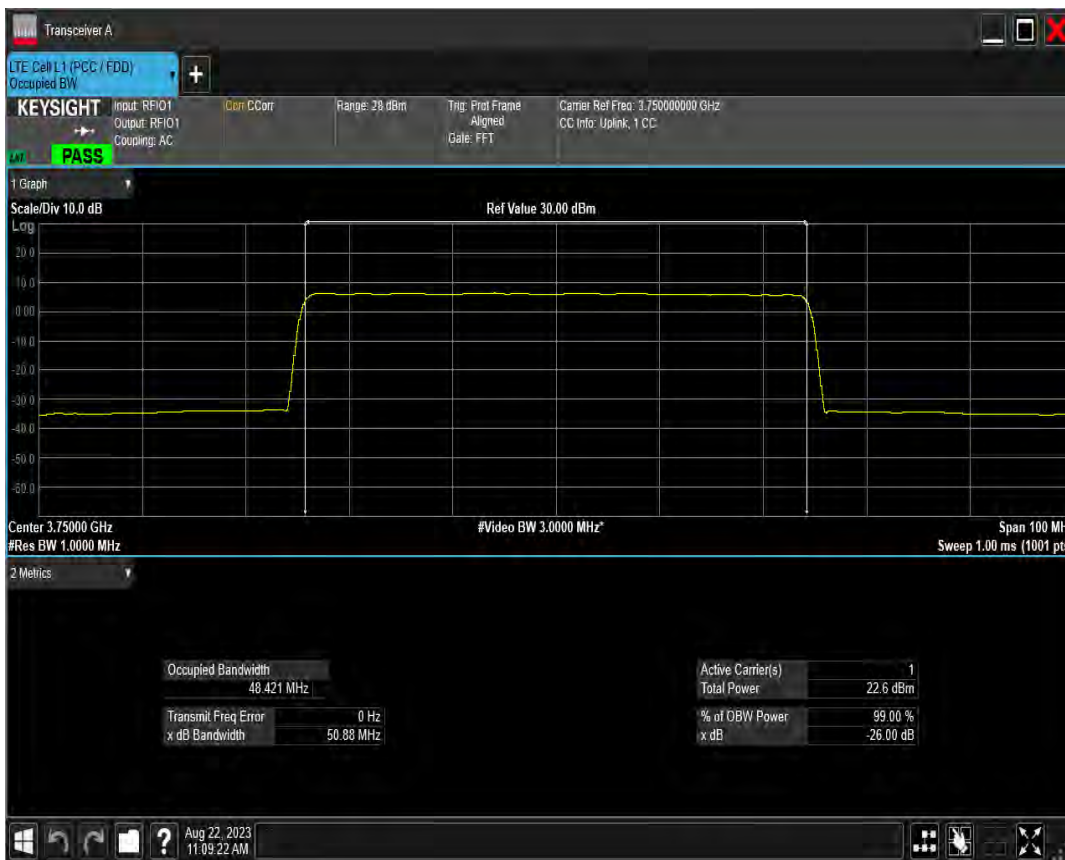 Transceiver A
LTE Cell L1 (PCC / FDD)
Occupied BW
+
KEYSIGHT
PASS
Input: RFIO1
Output: RFIO1
Coupling: AC
Corr CCorr
Range: 28 dBm
Trig: Prot Frame
Aligned
Gate: FFT
Carrier Ref Freq: 3.750000000 GHz
CC Info: Uplink, 1 CC
1 Graph
Scale/Div 10.0 dB
Ref Value 30.00 dBm
Log
20.0
10.0
0.00
-10.0
-20.0
-30.0
-40.0
-50.0
-60.0
Center 3.75000 GHz
#Video BW 3.0000 MHz*
Span 100 MH
#Res BW 1.0000 MHz
Sweep 1.00 ms (1001 pts
2 Metrics
Occupied Bandwidth
48.421 MHz
Transmit Freq Error 0 Hz
x dB Bandwidth 50.88 MHz
Active Carrier(s) 1
Total Power 22.6 dBm
% of OBW Power 99.00 %
x dB -26.00 dB
?
Aug 22, 2023
11:09:22 AM